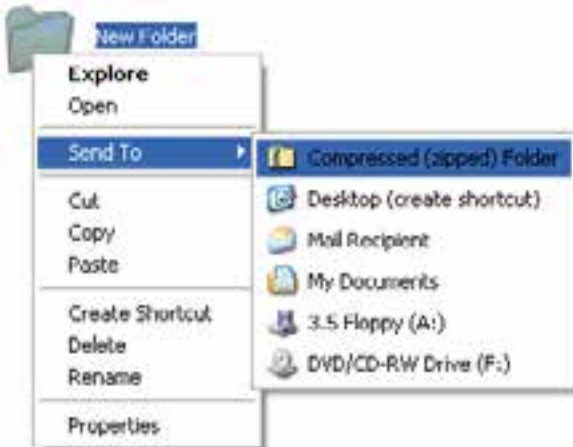 New Folder
Explore
Open
Send To
Cut
Copy
Paste
Create Shortcut
Delete
Rename
Properties
Compressed (zipped) Folder
Desktop (create shortcut)
Mail Recipient
My Documents
3.5 Floppy (A:)
DVD/CD-RW Drive (F:)